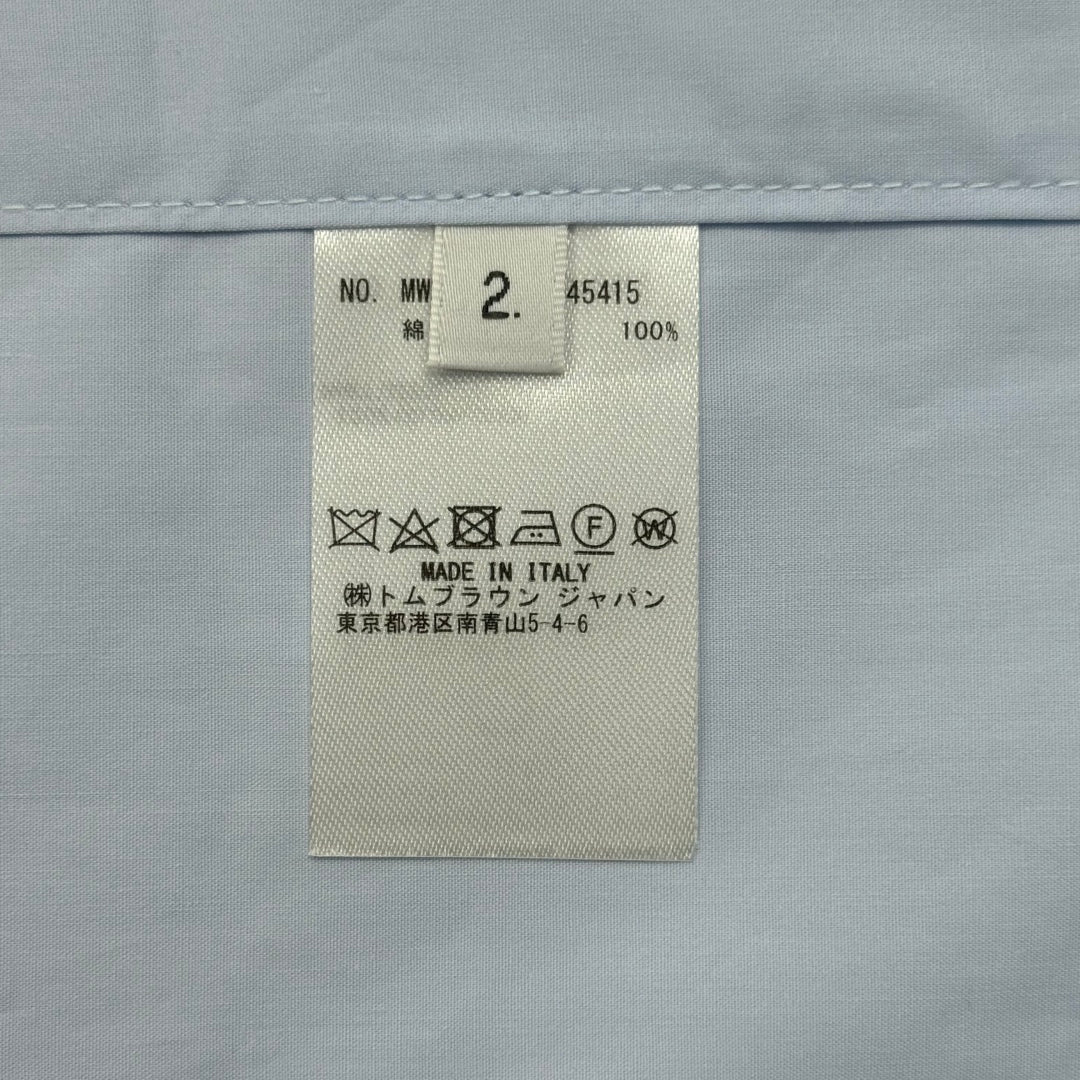 NO. MW 2. 45415
綿 100%
F W
MADE IN ITALY
㈱トムブラウン ジャパン
東京都港区南青山5-4-6